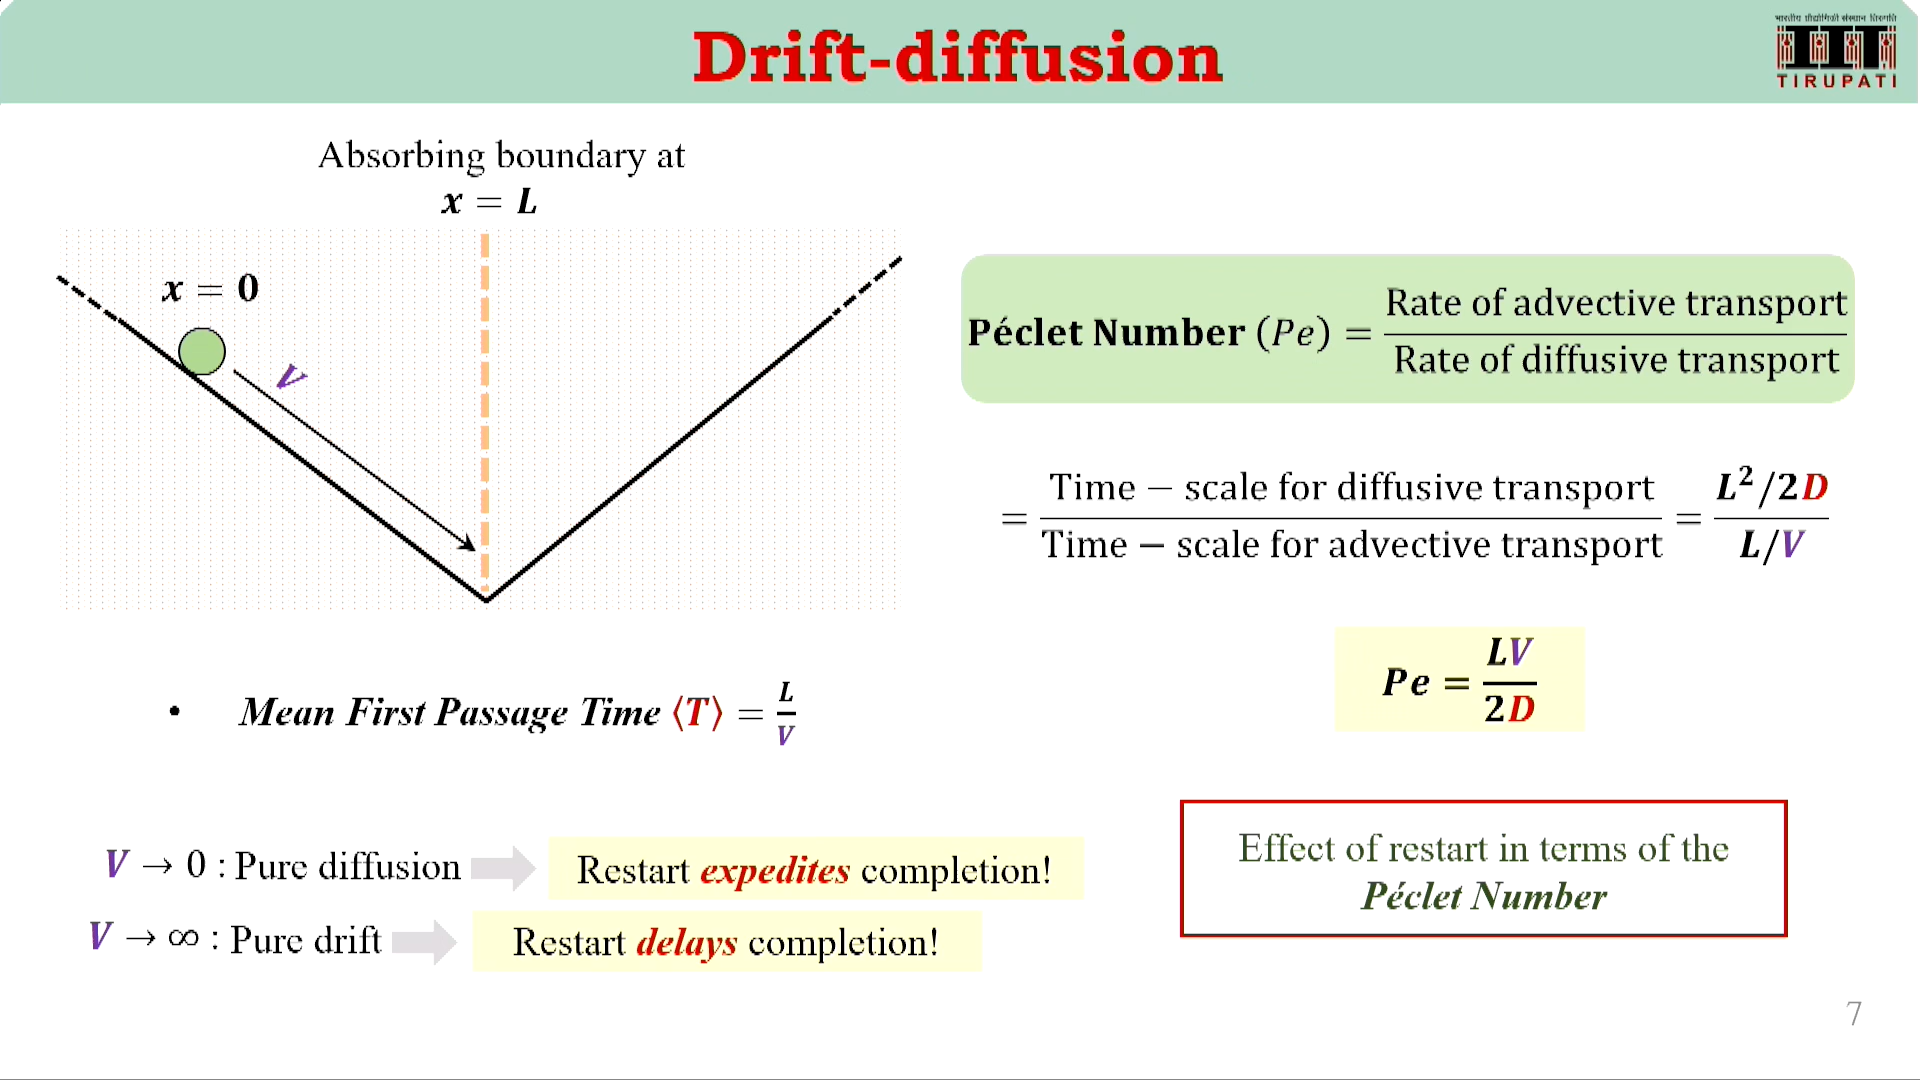 Drift-diffusion
भारतीय प्रौद्योगिकी संस्थान तिरुपति
TIRUPATI
Absorbing boundary at
x = L
x = 0
V
Péclet Number (Pe) = Rate of advective transport / Rate of diffusive transport
= Time − scale for diffusive transport / Time − scale for advective transport = L²/2D / L/V
Pe = LV / 2D
• Mean First Passage Time ⟨T⟩ = L / V
V → 0 : Pure diffusion
Restart expedites completion!
V → ∞ : Pure drift
Restart delays completion!
Effect of restart in terms of the
Péclet Number
7